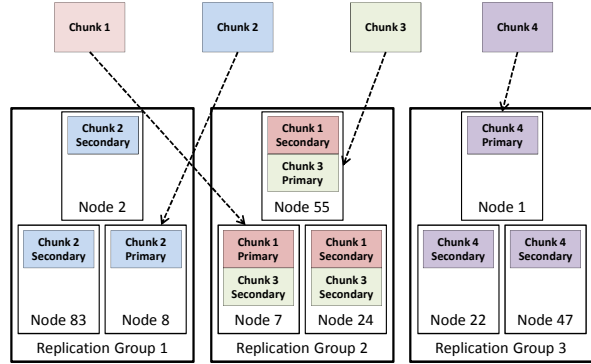 Chunk 1
Chunk 2
Chunk 3
Chunk 4
Chunk 2
Secondary
Node 2
Chunk 2
Secondary
Node 83
Chunk 2
Primary
Node 8
Replication Group 1
Chunk 1
Secondary
Chunk 3
Primary
Node 55
Chunk 1
Primary
Chunk 3
Secondary
Node 7
Chunk 1
Secondary
Chunk 3
Secondary
Node 24
Replication Group 2
Chunk 4
Primary
Node 1
Chunk 4
Secondary
Node 22
Chunk 4
Secondary
Node 47
Replication Group 3